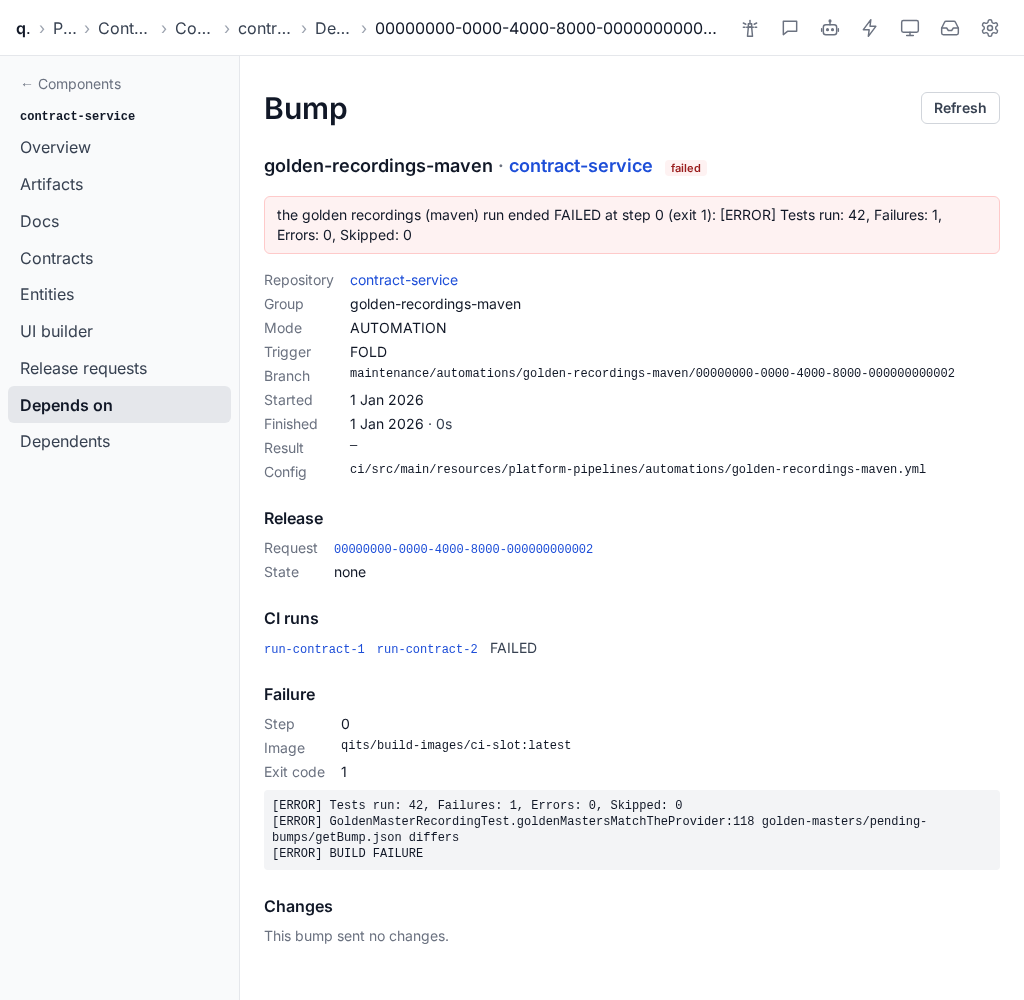 q. › P... › Cont... › Co... › contr... › De... › 00000000-0000-4000-8000-0000000000...
← Components
contract-service
Overview
Artifacts
Docs
Contracts
Entities
UI builder
Release requests
Depends on
Dependents
Bump
Refresh
golden-recordings-maven · contract-service failed
the golden recordings (maven) run ended FAILED at step 0 (exit 1): [ERROR] Tests run: 42, Failures: 1,
Errors: 0, Skipped: 0
Repository contract-service
Group golden-recordings-maven
Mode AUTOMATION
Trigger FOLD
Branch maintenance/automations/golden-recordings-maven/00000000-0000-4000-8000-000000000002
Started 1 Jan 2026
Finished 1 Jan 2026 · 0s
Result –
Config ci/src/main/resources/platform-pipelines/automations/golden-recordings-maven.yml
Release
Request 00000000-0000-4000-8000-000000000002
State none
CI runs
run-contract-1 run-contract-2 FAILED
Failure
Step 0
Image qits/build-images/ci-slot:latest
Exit code 1
[ERROR] Tests run: 42, Failures: 1, Errors: 0, Skipped: 0
[ERROR] GoldenMasterRecordingTest.goldenMastersMatchTheProvider:118 golden-masters/pending-
bumps/getBump.json differs
[ERROR] BUILD FAILURE
Changes
This bump sent no changes.